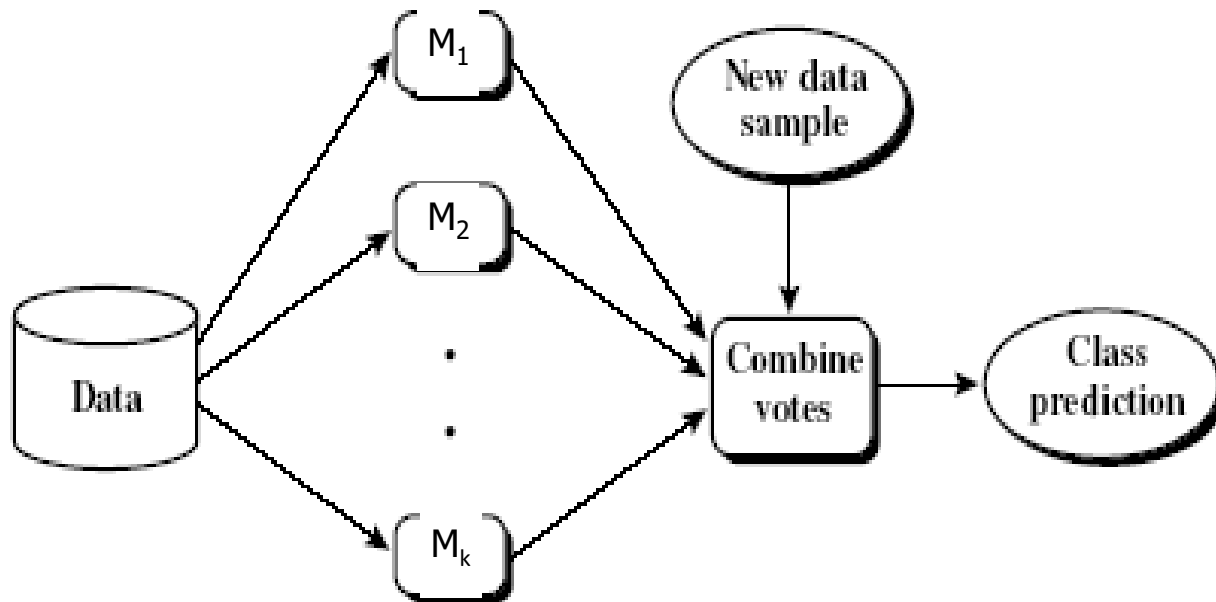 M1
New data
sample
M2
Data
Combine
votes
Class
prediction
Mk